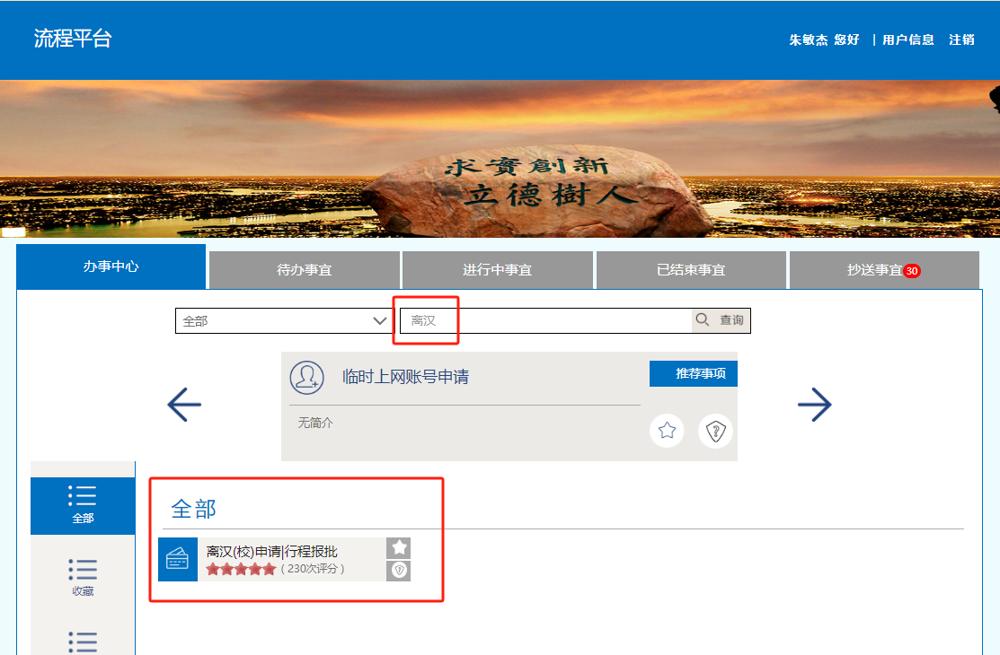 流程平台
朱敏杰 您好 | 用户信息 注销
求實創新
立德樹人
办事中心
待办事宜
进行中事宜
已结束事宜
抄送事宜 30
全部
离汉
查询
临时上网账号申请
推荐事项
无简介
全部
收藏
全部
离汉(校)申请|行程报批
(230次评分)